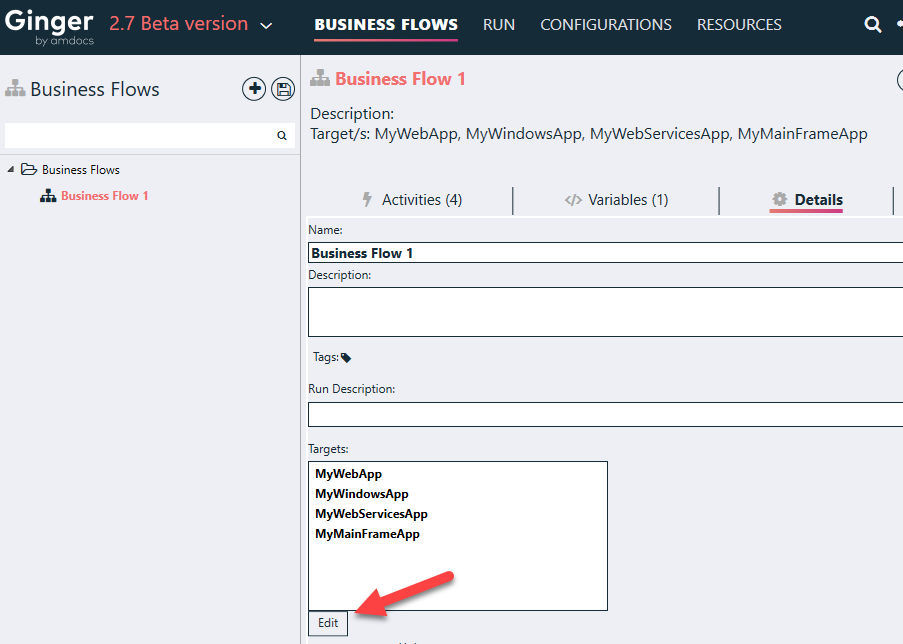 Ginger 2.7 Beta version BUSINESS FLOWS RUN CONFIGURATIONS RESOURCES
by amdocs
Business Flows
Business Flows
Business Flow 1
Business Flow 1
Description:
Target/s: MyWebApp, MyWindowsApp, MyWebServicesApp, MyMainFrameApp
Activities (4) </> Variables (1) Details
Name:
Business Flow 1
Description:
Tags:
Run Description:
Targets:
MyWebApp
MyWindowsApp
MyWebServicesApp
MyMainFrameApp
Edit